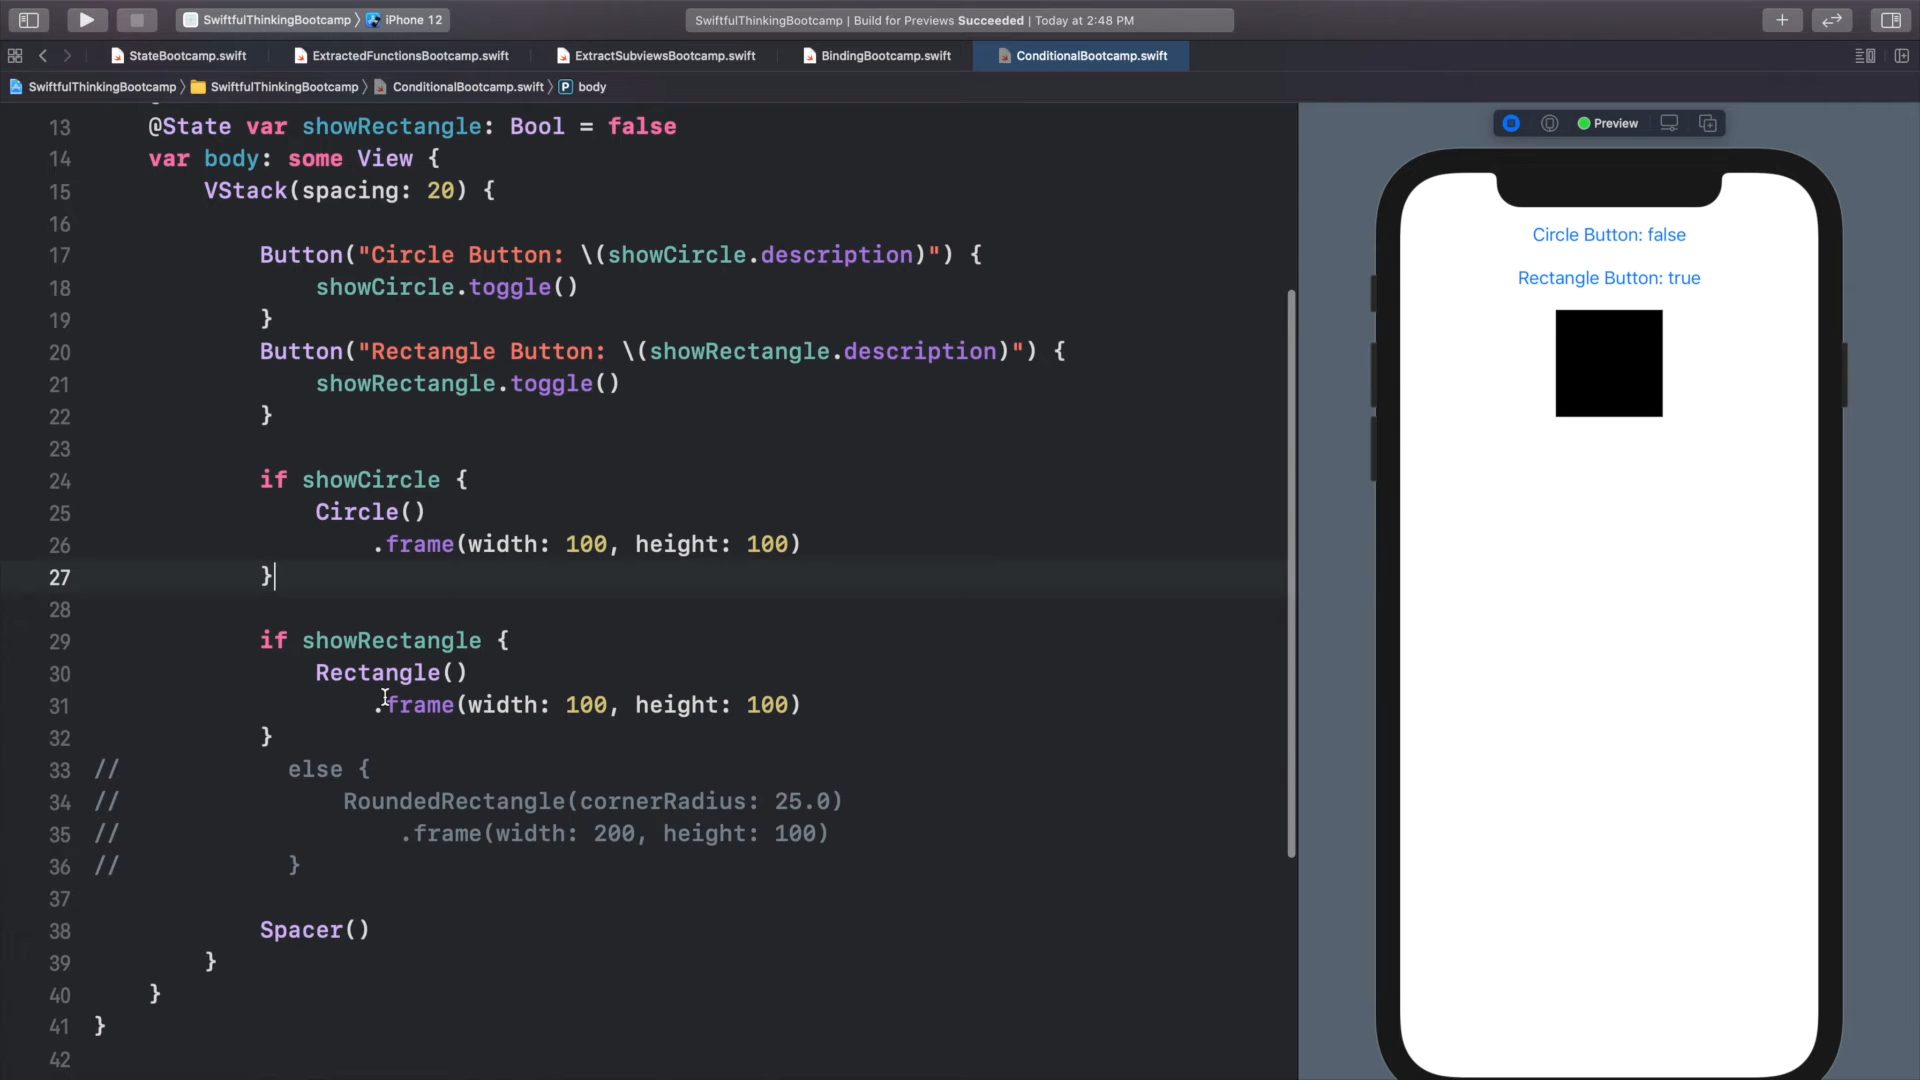 SwiftfulThinkingBootcamp 〉 iPhone 12
SwiftfulThinkingBootcamp | Build for Previews Succeeded | Today at 2:48 PM
StateBootcamp.swift
ExtractedFunctionsBootcamp.swift
ExtractSubviewsBootcamp.swift
BindingBootcamp.swift
ConditionalBootcamp.swift
SwiftfulThinkingBootcamp 〉 SwiftfulThinkingBootcamp 〉 ConditionalBootcamp.swift 〉 P body
13 @State var showRectangle: Bool = false
14 var body: some View {
15 VStack(spacing: 20) {
16
17 Button("Circle Button: \(showCircle.description)") {
18 showCircle.toggle()
19 }
20 Button("Rectangle Button: \(showRectangle.description)") {
21 showRectangle.toggle()
22 }
23
24 if showCircle {
25 Circle()
26 .frame(width: 100, height: 100)
27 }
28
29 if showRectangle {
30 Rectangle()
31 .frame(width: 100, height: 100)
32 }
33 // else {
34 // RoundedRectangle(cornerRadius: 25.0)
35 // .frame(width: 200, height: 100)
36 // }
37
38 Spacer()
39 }
40 }
41 }
42
Preview
Circle Button: false
Rectangle Button: true